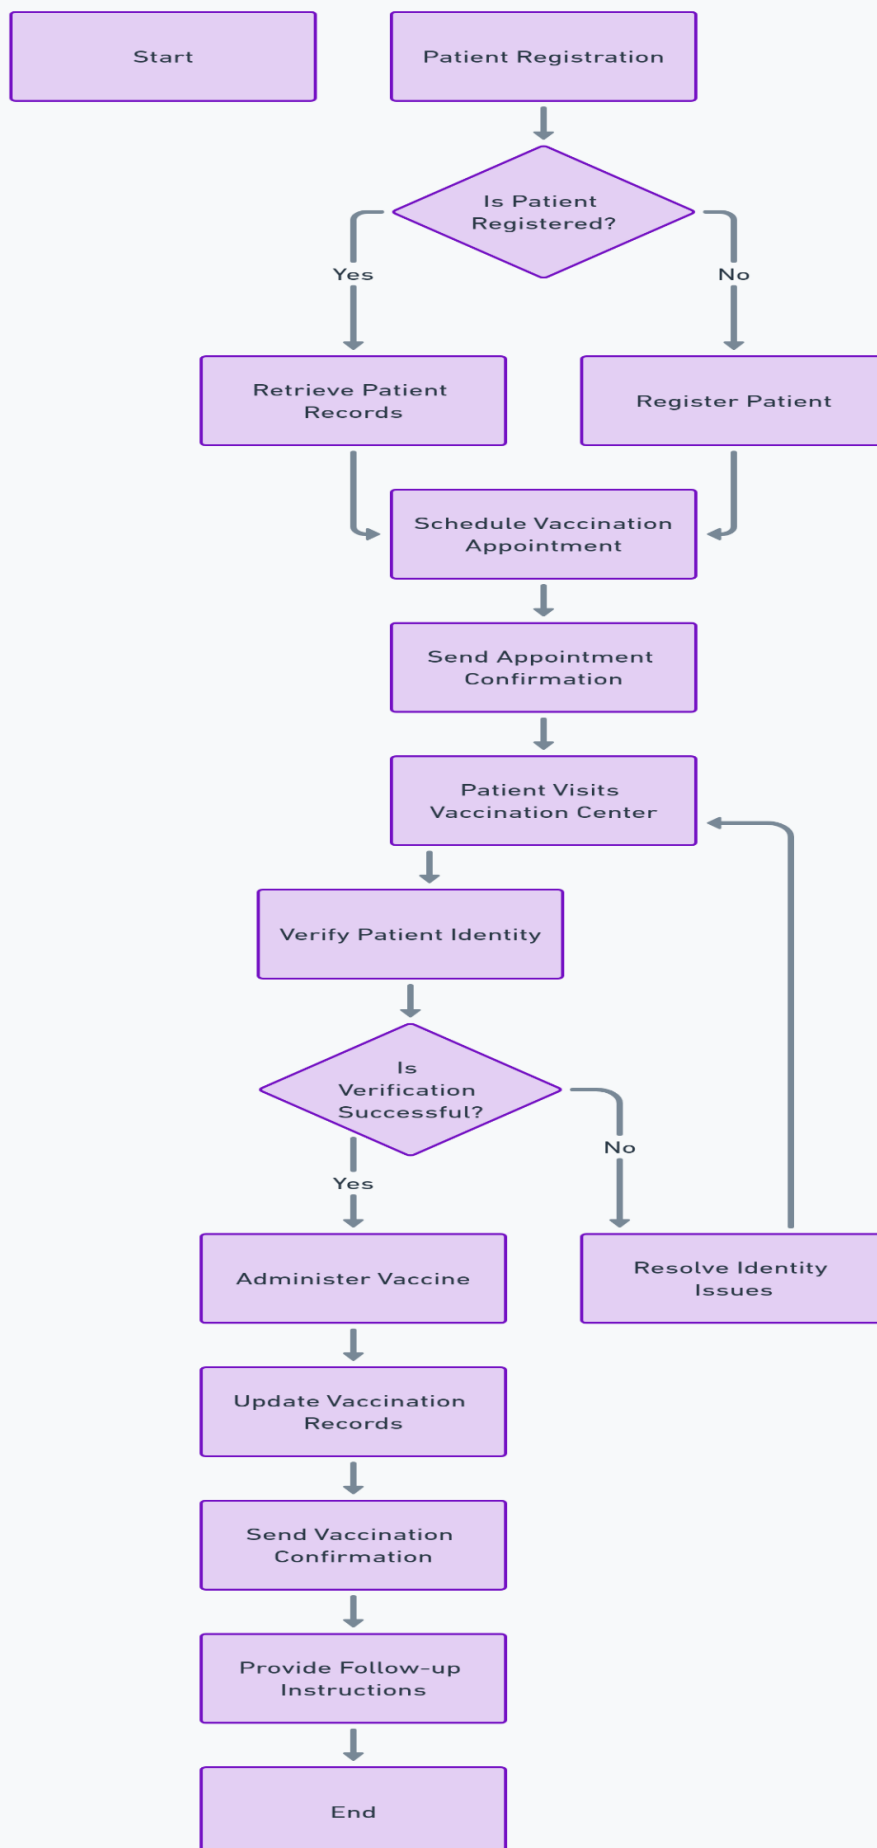 Start
Patient Registration
Is Patient
Registered?
Yes
No
Retrieve Patient
Records
Register Patient
Schedule Vaccination
Appointment
Send Appointment
Confirmation
Patient Visits
Vaccination Center
Verify Patient Identity
Is
Verification
Successful?
No
Yes
Administer Vaccine
Resolve Identity
Issues
Update Vaccination
Records
Send Vaccination
Confirmation
Provide Follow-up
Instructions
End